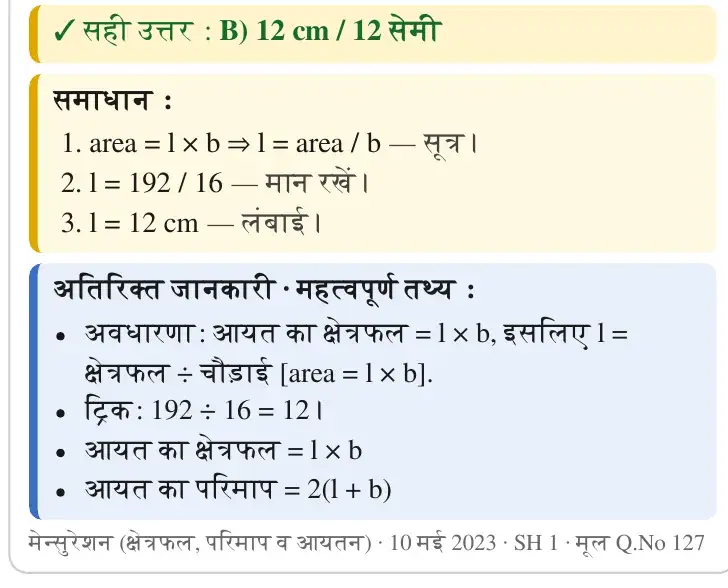 ✓ सही उत्तर : B) 12 cm / 12 सेमी
समाधान :
1. area = l × b ⇒ l = area / b — सूत्र।
2. l = 192 / 16 — मान रखें।
3. l = 12 cm — लंबाई।
अतिरिक्त जानकारी · महत्वपूर्ण तथ्य :
• अवधारणा : आयत का क्षेत्रफल = l × b, इसलिए l =
क्षेत्रफल ÷ चौड़ाई [area = l × b].
• ट्रिक : 192 ÷ 16 = 12।
• आयत का क्षेत्रफल = l × b
• आयत का परिमाप = 2(l + b)
मेन्सुरेशन (क्षेत्रफल, परिमाप व आयतन) · 10 मई 2023 · SH 1 · मूल Q.No 127